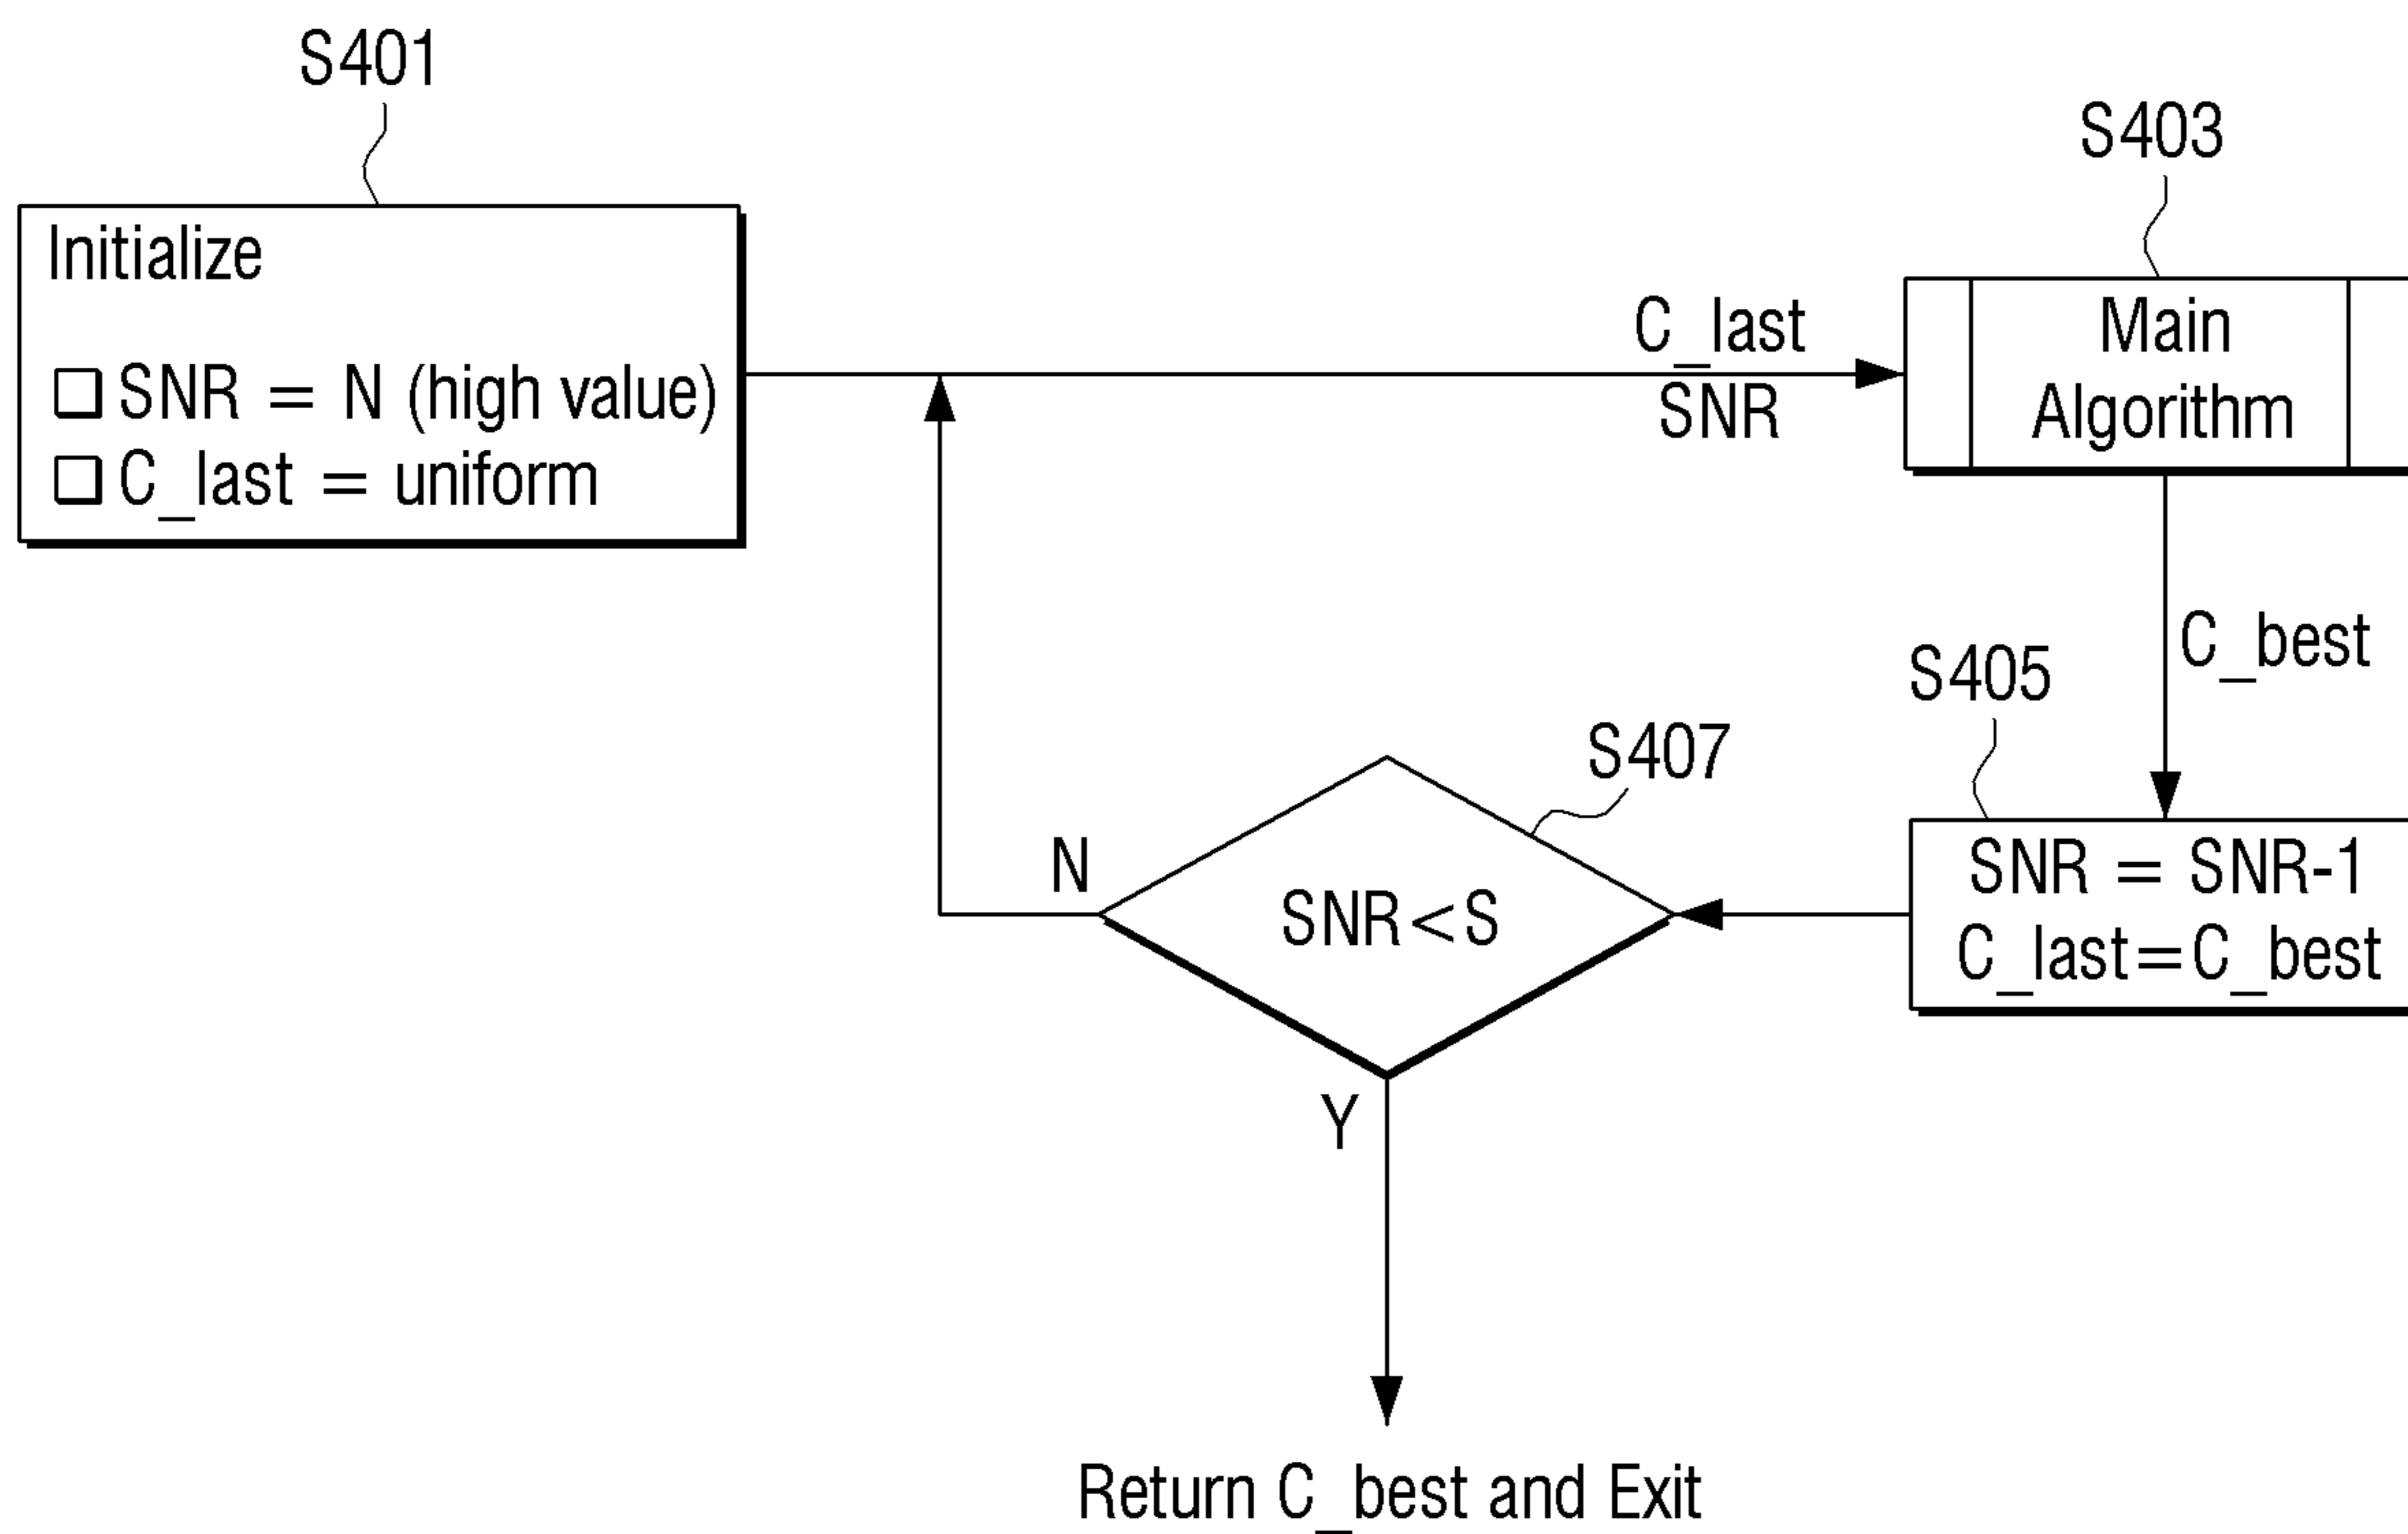 S401
Initialize
SNR = N (high value)
C_last = uniform
C_last
SNR
S403
Main
Algorithm
C_best
S405
SNR = SNR-1
C_last=C_best
S407
SNR<S
N
Y
Return C_best and Exit